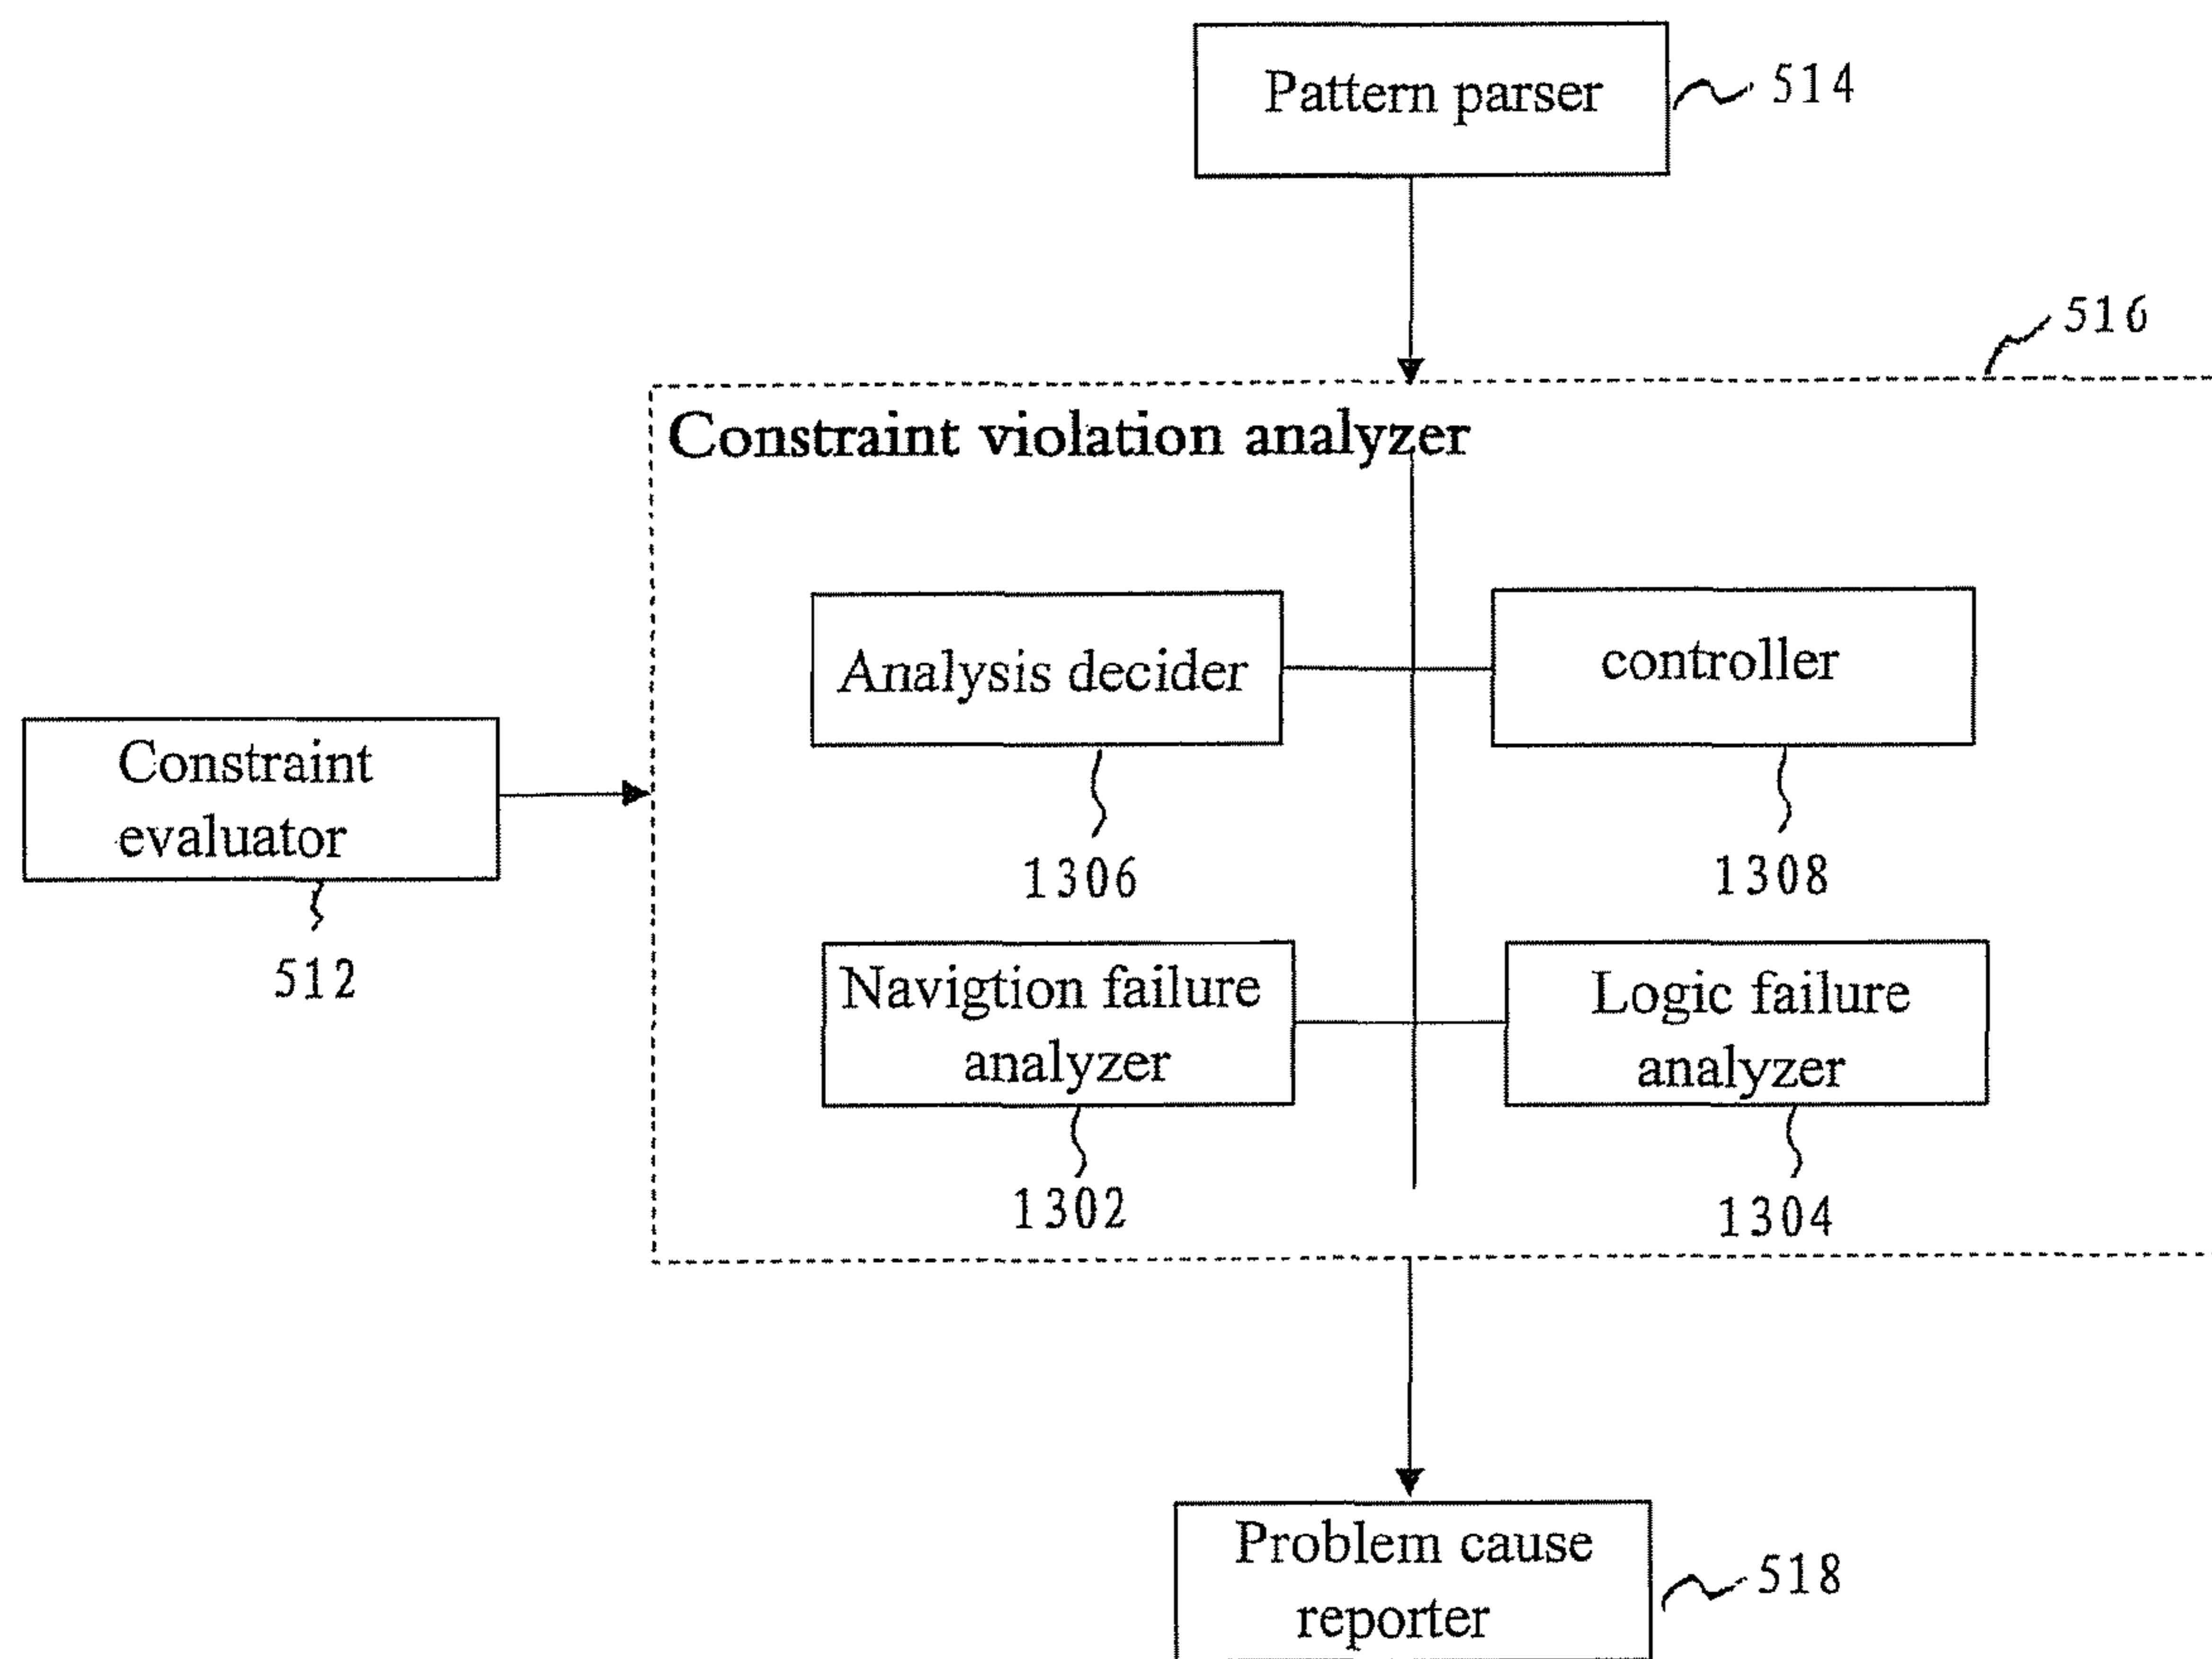 Pattern parser
514
516
Constraint violation analyzer
Analysis decider
controller
Constraint
evaluator
1306
1308
512
Navigtion failure
analyzer
Logic failure
analyzer
1302
1304
Problem cause
reporter
518